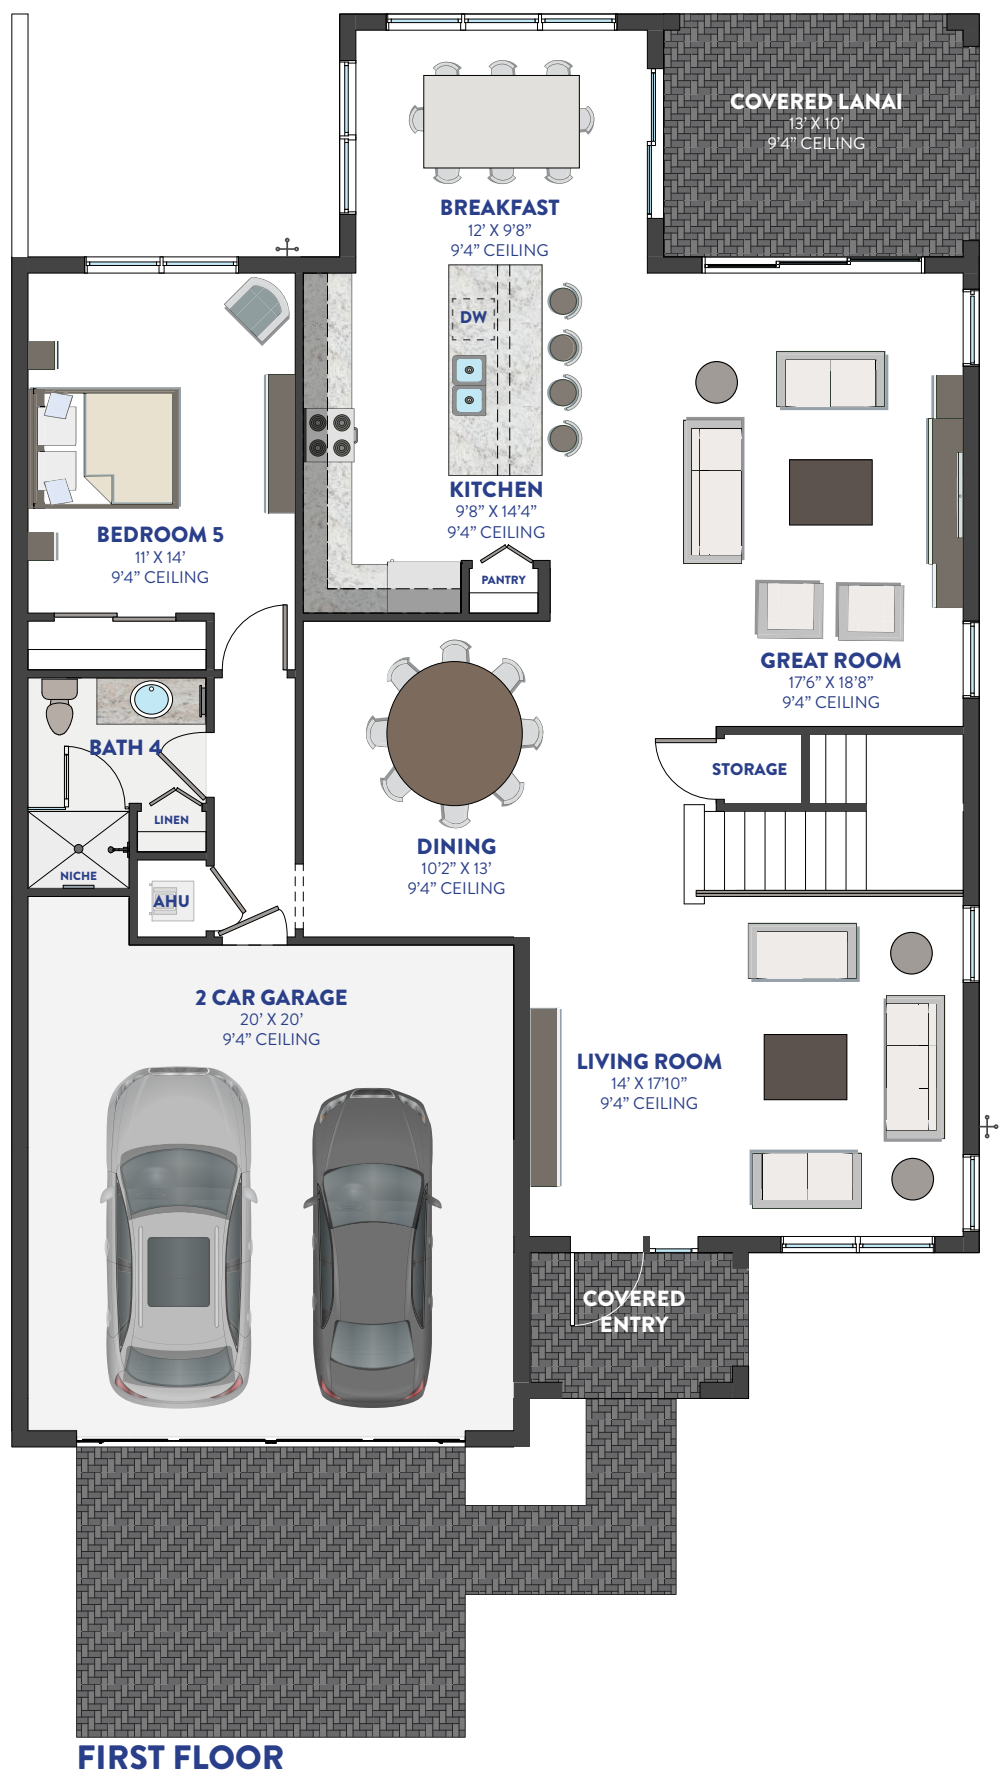 COVERED LANAI
13' X 10'
9'4" CEILING
BREAKFAST
12' X 9'8"
9'4" CEILING
DW
KITCHEN
9'8" X 14'4"
9'4" CEILING
BEDROOM 5
11' X 14'
9'4" CEILING
PANTRY
GREAT ROOM
17'6" X 18'8"
9'4" CEILING
BATH 4
STORAGE
LINEN
DINING
10'2" X 13'
9'4" CEILING
NICHE
AHU
2 CAR GARAGE
20' X 20'
9'4" CEILING
LIVING ROOM
14' X 17'10"
9'4" CEILING
COVERED
ENTRY
FIRST FLOOR